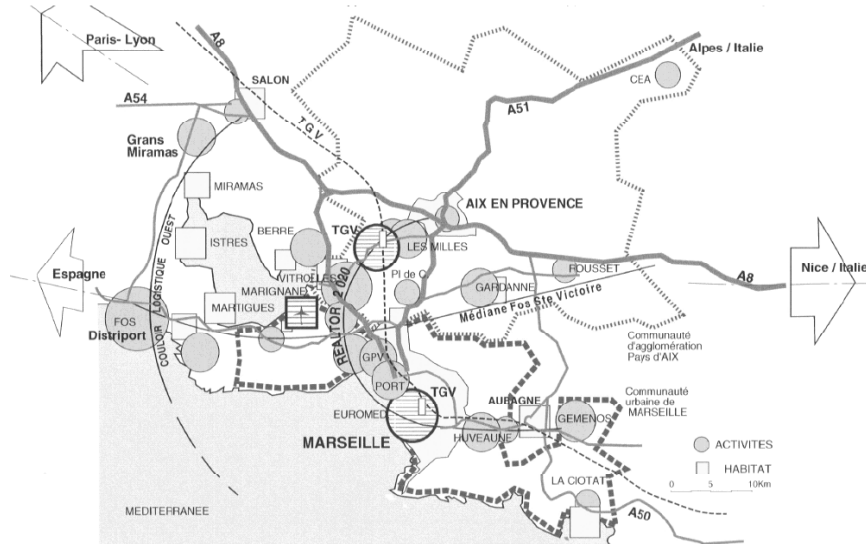 Paris- Lyon
A8
Alpes / Italie
SALON
CEA
A54
TGV
A51
Grans
Miramas
MIRAMAS
AIX EN PROVENCE
COULOIR LOGISTIQUE OUEST
BERRE
TGV
ISTRES
LES MILLES
Espagne
VITROLLES
Pl de C.
ROUSSET
Nice / Italie
MARIGNANE
GARDANNE
A8
MARTIGUES
Médiane Fos Ste Victoire
FOS
Distriport
REALTOR 2 020
Communauté
d'agglomération
Pays d'AIX
GPV
PORT
TGV
AUBAGNE
Communauté
urbaine de
MARSEILLE
EUROMED
GEMENOS
MARSEILLE
HUVEAUNE
ACTIVITES
HABITAT
LA CIOTAT
0 5 10Km
MEDITERRANEE
A50